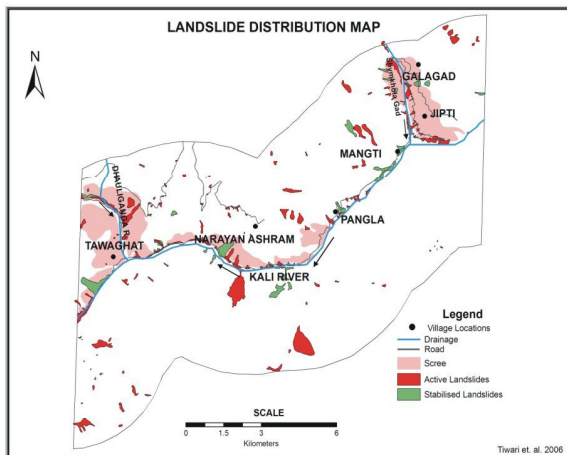 LANDSLIDE DISTRIBUTION MAP
N
GALAGAD
Gad
JIPTI
MANGTI
DHAULIGANGA R.
PANGLA
NARAYAN ASHRAM
TAWAGHAT
KALI RIVER
Legend
Village Locations
Drainage
Road
Scree
Active Landslides
Stabilised Landslides
SCALE
0 1.5 3 6
Kilometers
Tiwari et. al. 2006